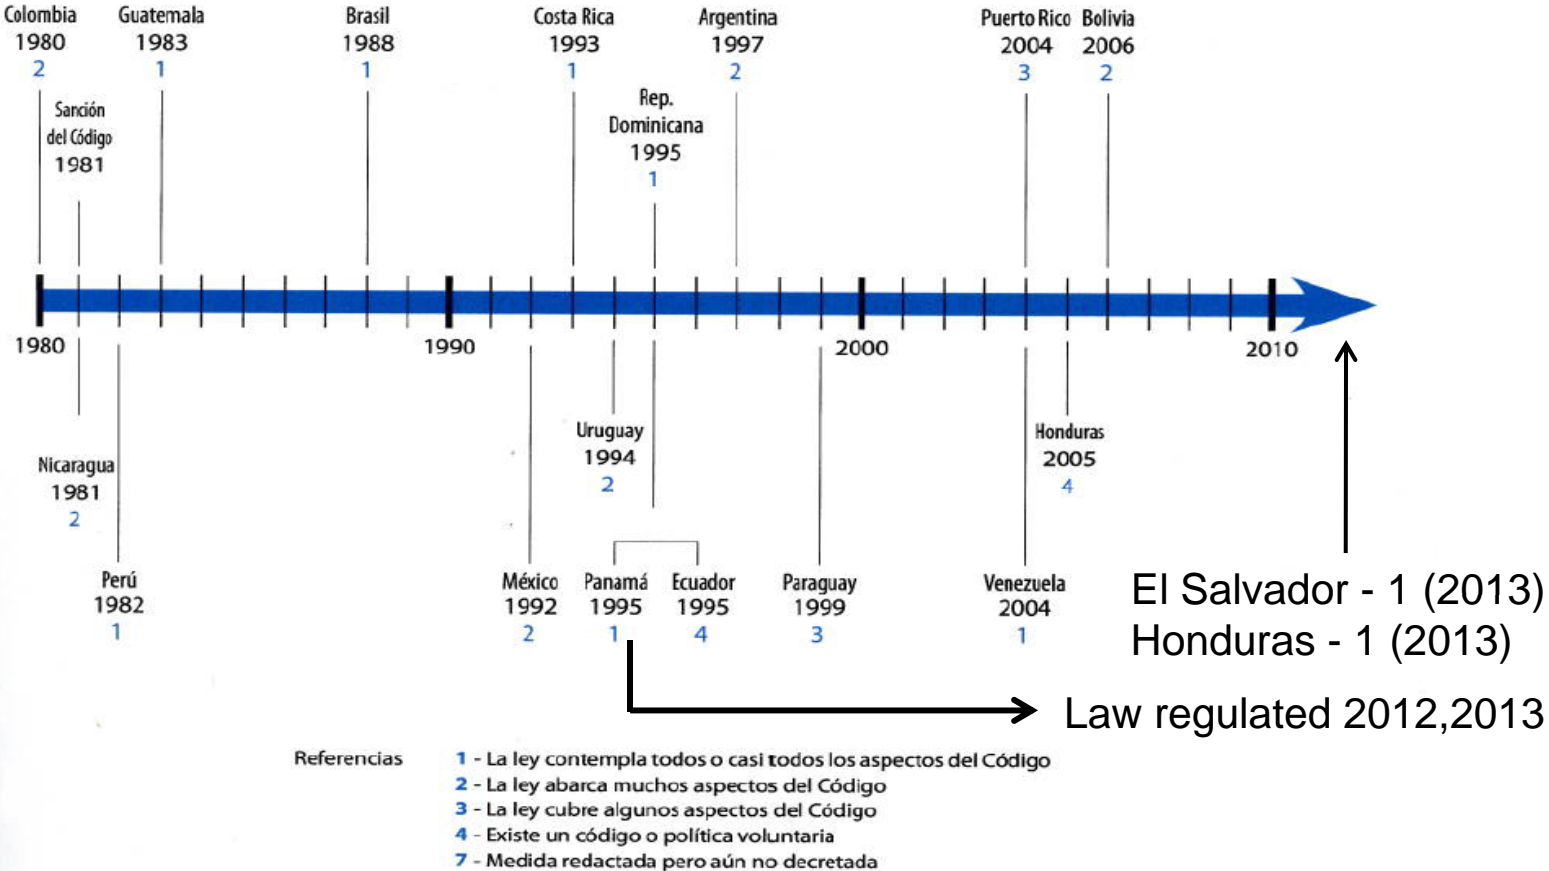 Colombia
1980
2
Guatemala
1983
1
Brasil
1988
1
Costa Rica
1993
1
Argentina
1997
2
Puerto Rico
2004
3
Bolivia
2006
2
Sanción
del Código
1981
Rep.
Dominicana
1995
1
1980
1990
2000
2010
Nicaragua
1981
2
Uruguay
1994
2
Honduras
2005
4
Perú
1982
1
México
1992
2
Panamá
1995
1
Ecuador
1995
4
Paraguay
1999
3
Venezuela
2004
1
El Salvador - 1 (2013)
Honduras - 1 (2013)
Law regulated 2012,2013
Referencias
1 - La ley contempla todos o casi todos los aspectos del Código
2 - La ley abarca muchos aspectos del Código
3 - La ley cubre algunos aspectos del Código
4 - Existe un código o política voluntaria
7 - Medida redactada pero aún no decretada